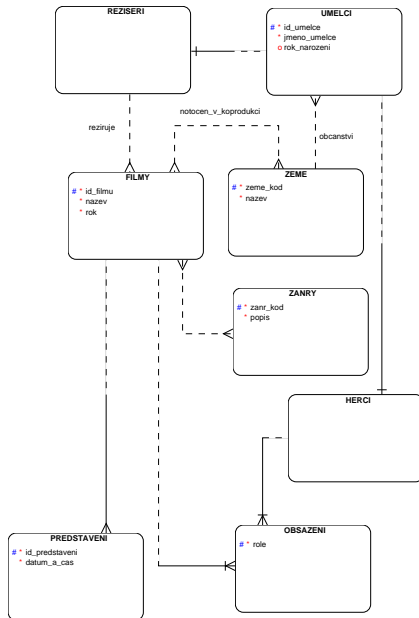 REZISERI
UMELCI
# * id_umelce
* jmeno_umelce
o rok_narozeni
reziruje
notocen_v_koprodukci
obcanstvi
FILMY
# * id_filmu
* nazev
* rok
ZEME
# * zeme_kod
* nazev
ZANRY
# * zanr_kod
* popis
HERCI
PREDSTAVENI
# * id_predstaveni
* datum_a_cas
OBSAZENI
# * role